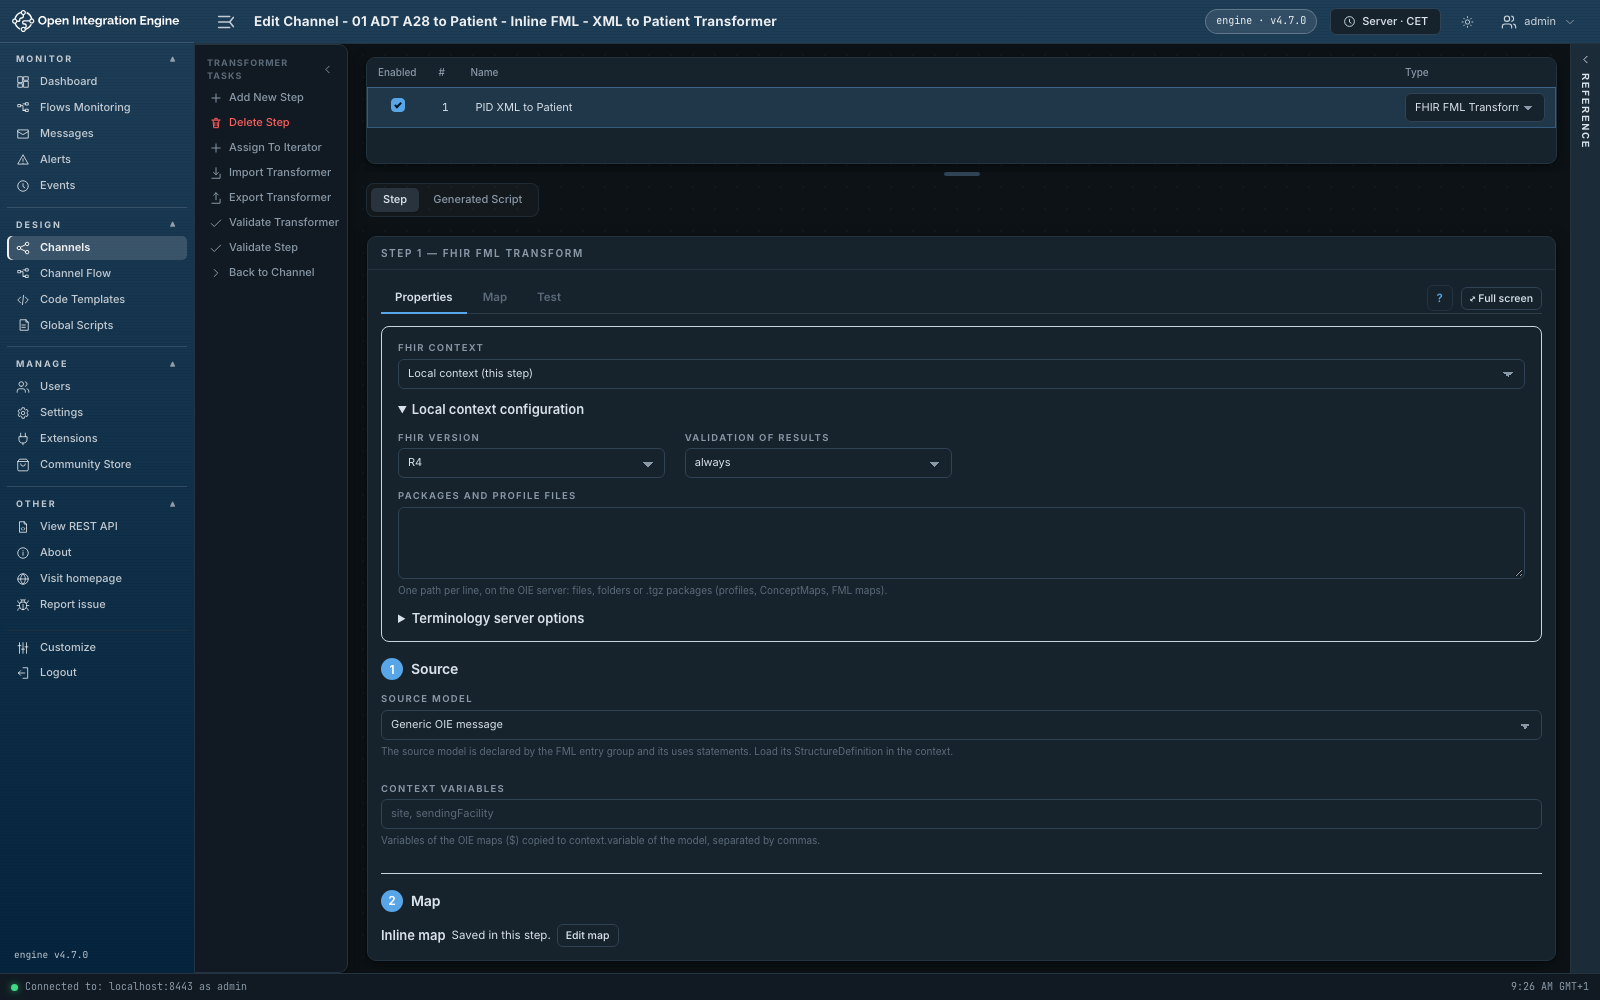 Open Integration Engine
Edit Channel - 01 ADT A28 to Patient - Inline FML - XML to Patient Transformer
engine · v4.7.0
Server · CET
admin
MONITOR
Dashboard
Flows Monitoring
Messages
Alerts
Events
DESIGN
Channels
Channel Flow
Code Templates
Global Scripts
MANAGE
Users
Settings
Extensions
Community Store
OTHER
View REST API
About
Visit homepage
Report issue
Customize
Logout
engine v4.7.0
TRANSFORMER
TASKS
Add New Step
Delete Step
Assign To Iterator
Import Transformer
Export Transformer
Validate Transformer
Validate Step
Back to Channel
Enabled # Name Type
1 PID XML to Patient FHIR FML Transform
Step Generated Script
STEP 1 — FHIR FML TRANSFORM
Properties Map Test
? Full screen
FHIR CONTEXT
Local context (this step)
Local context configuration
FHIR VERSION VALIDATION OF RESULTS
R4 always
PACKAGES AND PROFILE FILES
One path per line, on the OIE server: files, folders or .tgz packages (profiles, ConceptMaps, FML maps).
Terminology server options
1 Source
SOURCE MODEL
Generic OIE message
The source model is declared by the FML entry group and its uses statements. Load its StructureDefinition in the context.
CONTEXT VARIABLES
site, sendingFacility
Variables of the OIE maps ($) copied to context.variable of the model, separated by commas.
2 Map
Inline map Saved in this step. Edit map
REFERENCE
Connected to: localhost:8443 as admin
9:26 AM GMT+1